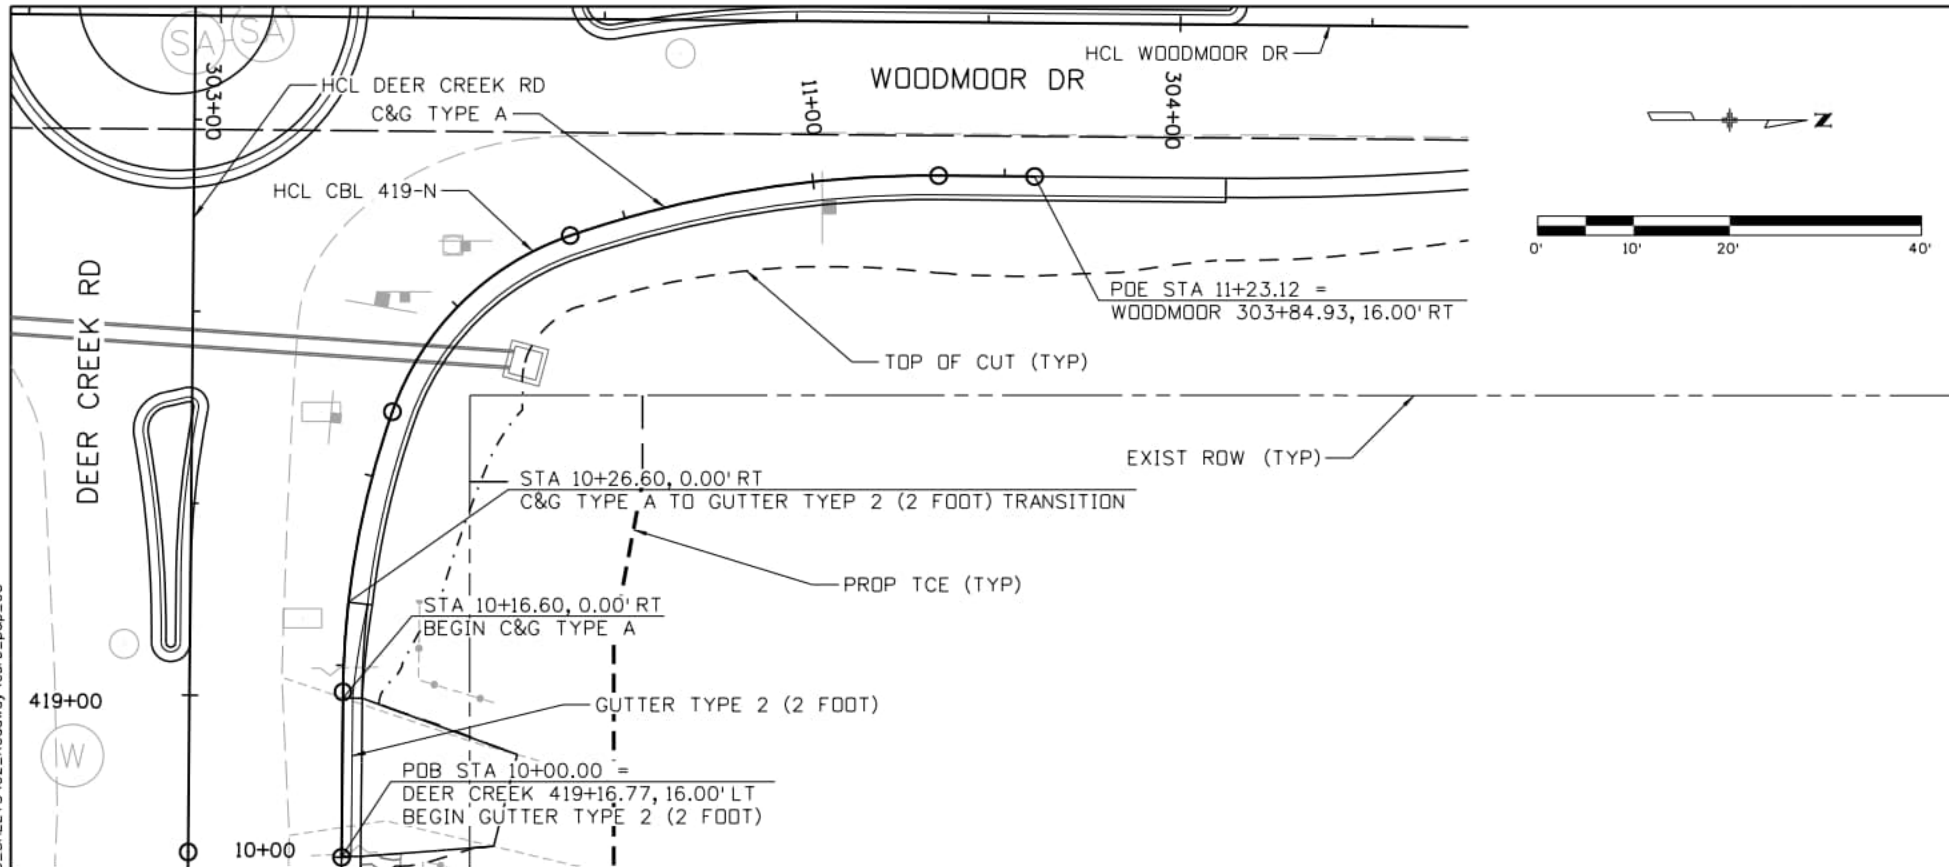 SA
SA
HCL WOODMOOR DR
WOODMOOR DR
303+00
HCL DEER CREEK RD
C&G TYPE A
11+00
304+00
N
HCL CBL 419-N
0' 10' 20' 40'
DEER CREEK RD
POE STA 11+23.12 =
WOODMOOR 303+84.93, 16.00' RT
TOP OF CUT (TYP)
EXIST ROW (TYP)
STA 10+26.60, 0.00' RT
C&G TYPE A TO GUTTER TYEP 2 (2 FOOT) TRANSITION
PROP TCE (TYP)
STA 10+16.60, 0.00' RT
BEGIN C&G TYPE A
419+00
GUTTER TYPE 2 (2 FOOT)
W
POB STA 10+00.00 =
DEER CREEK 419+16.77, 16.00' LT
BEGIN GUTTER TYPE 2 (2 FOOT)
10+00